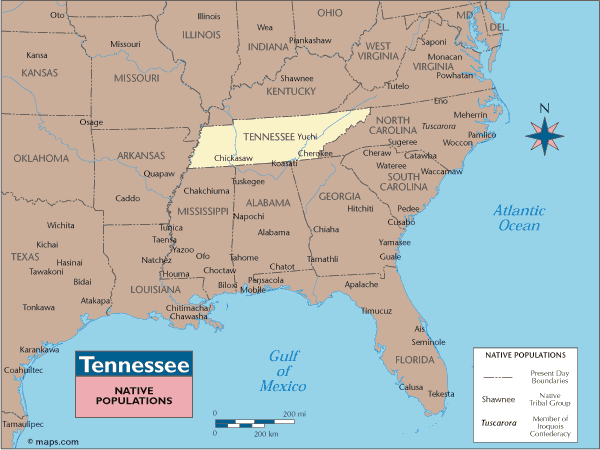 Oto
Illinois
OHIO
MD.
DEL.
ILLINOIS
Wea
Piankashaw
INDIANA
Missouri
WEST
VIRGINIA
Saponi
Monacan
VIRGINIA
Powhatan
Kansa
KANSAS
MISSOURI
Shawnee
KENTUCKY
Tutelo
Eno
Meherrin
Osage
NORTH
CAROLINA
Tuscarora
Pamlico
TENNESSEE
Yuchi
Sugeree
Woccon
N
OKLAHOMA
ARKANSAS
Chickasaw
Cherokee
Koasati
Cheraw
Catawba
Wateree
Waccamaw
Quapaw
Tuskegee
SOUTH
CAROLINA
Chakchiuma
Caddo
MISSISSIPPI
ALABAMA
GEORGIA
Hitchiti
Pedee
Napochi
Cusabo
Atlantic
Ocean
Wichita
Tunica
Alabama
Chiaha
Taensa
Yamasee
Kichai
Yazoo
Ofo
TEXAS
Hasinai
Tawakoni
Natchez
Tahome
Tamathli
Guale
Choctaw
Chatot
Houma
Bidai
Biloxi
Pensacola
Mobile
Apalache
LOUISIANA
Atakapa
Tonkawa
Chitimacha
Chawasha
Timucuz
Ais
Seminole
Karankawa
Coahuiltec
FLORIDA
Gulf
of
Mexico
Calusa
Tekesta
Tamaulipec
Tennessee
NATIVE
POPULATIONS
0 200 mi
0 200 km
NATIVE POPULATIONS
Present Day
Boundaries
Shawnee Native
Tribal Group
Tuscarora Member of
Iroquois
Confederacy
© maps.com